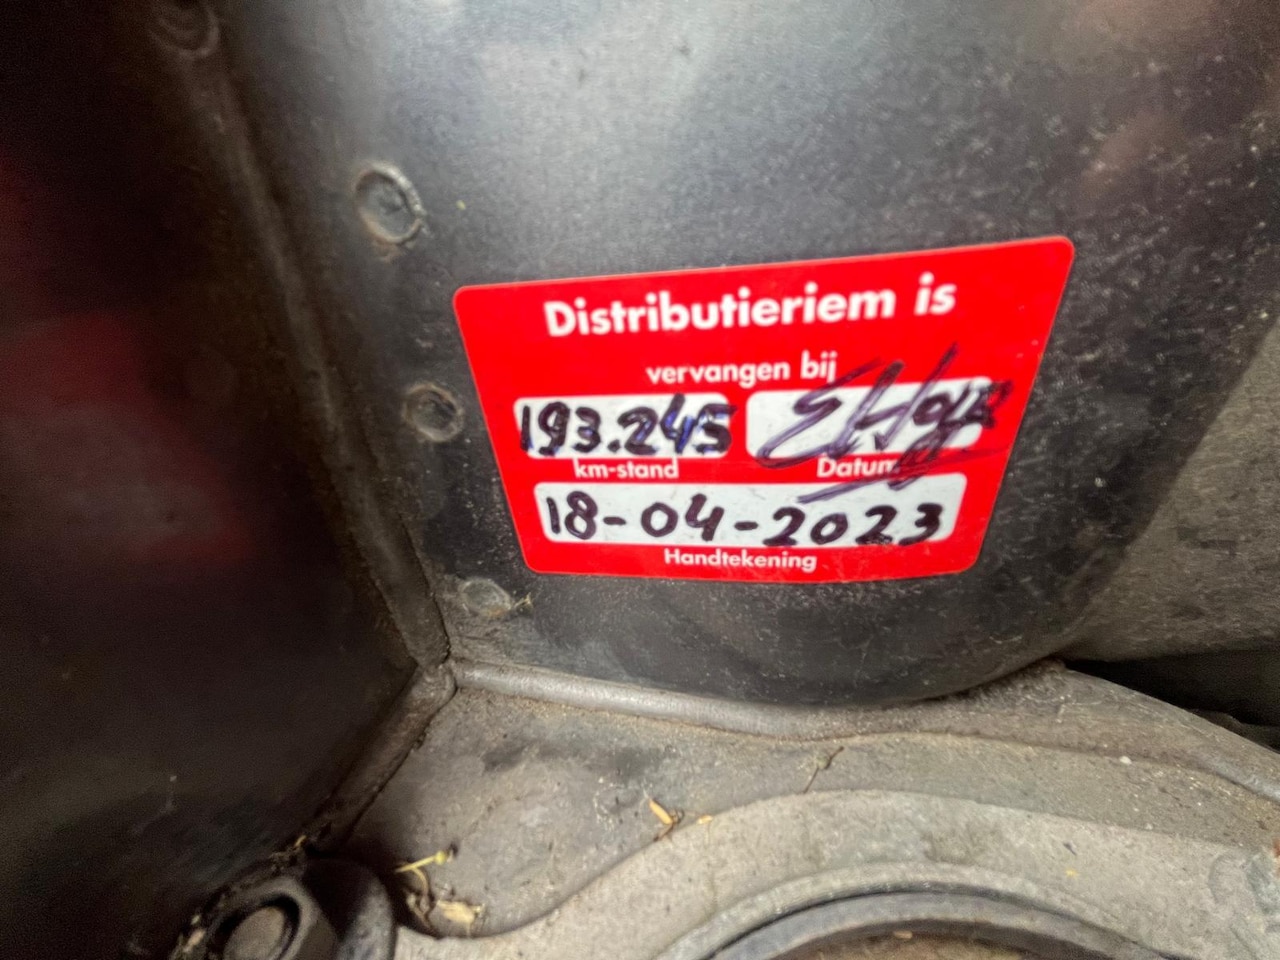 Distributieriem is
vervangen bij
193.245
km-stand Datum
18-04-2023
Handtekening